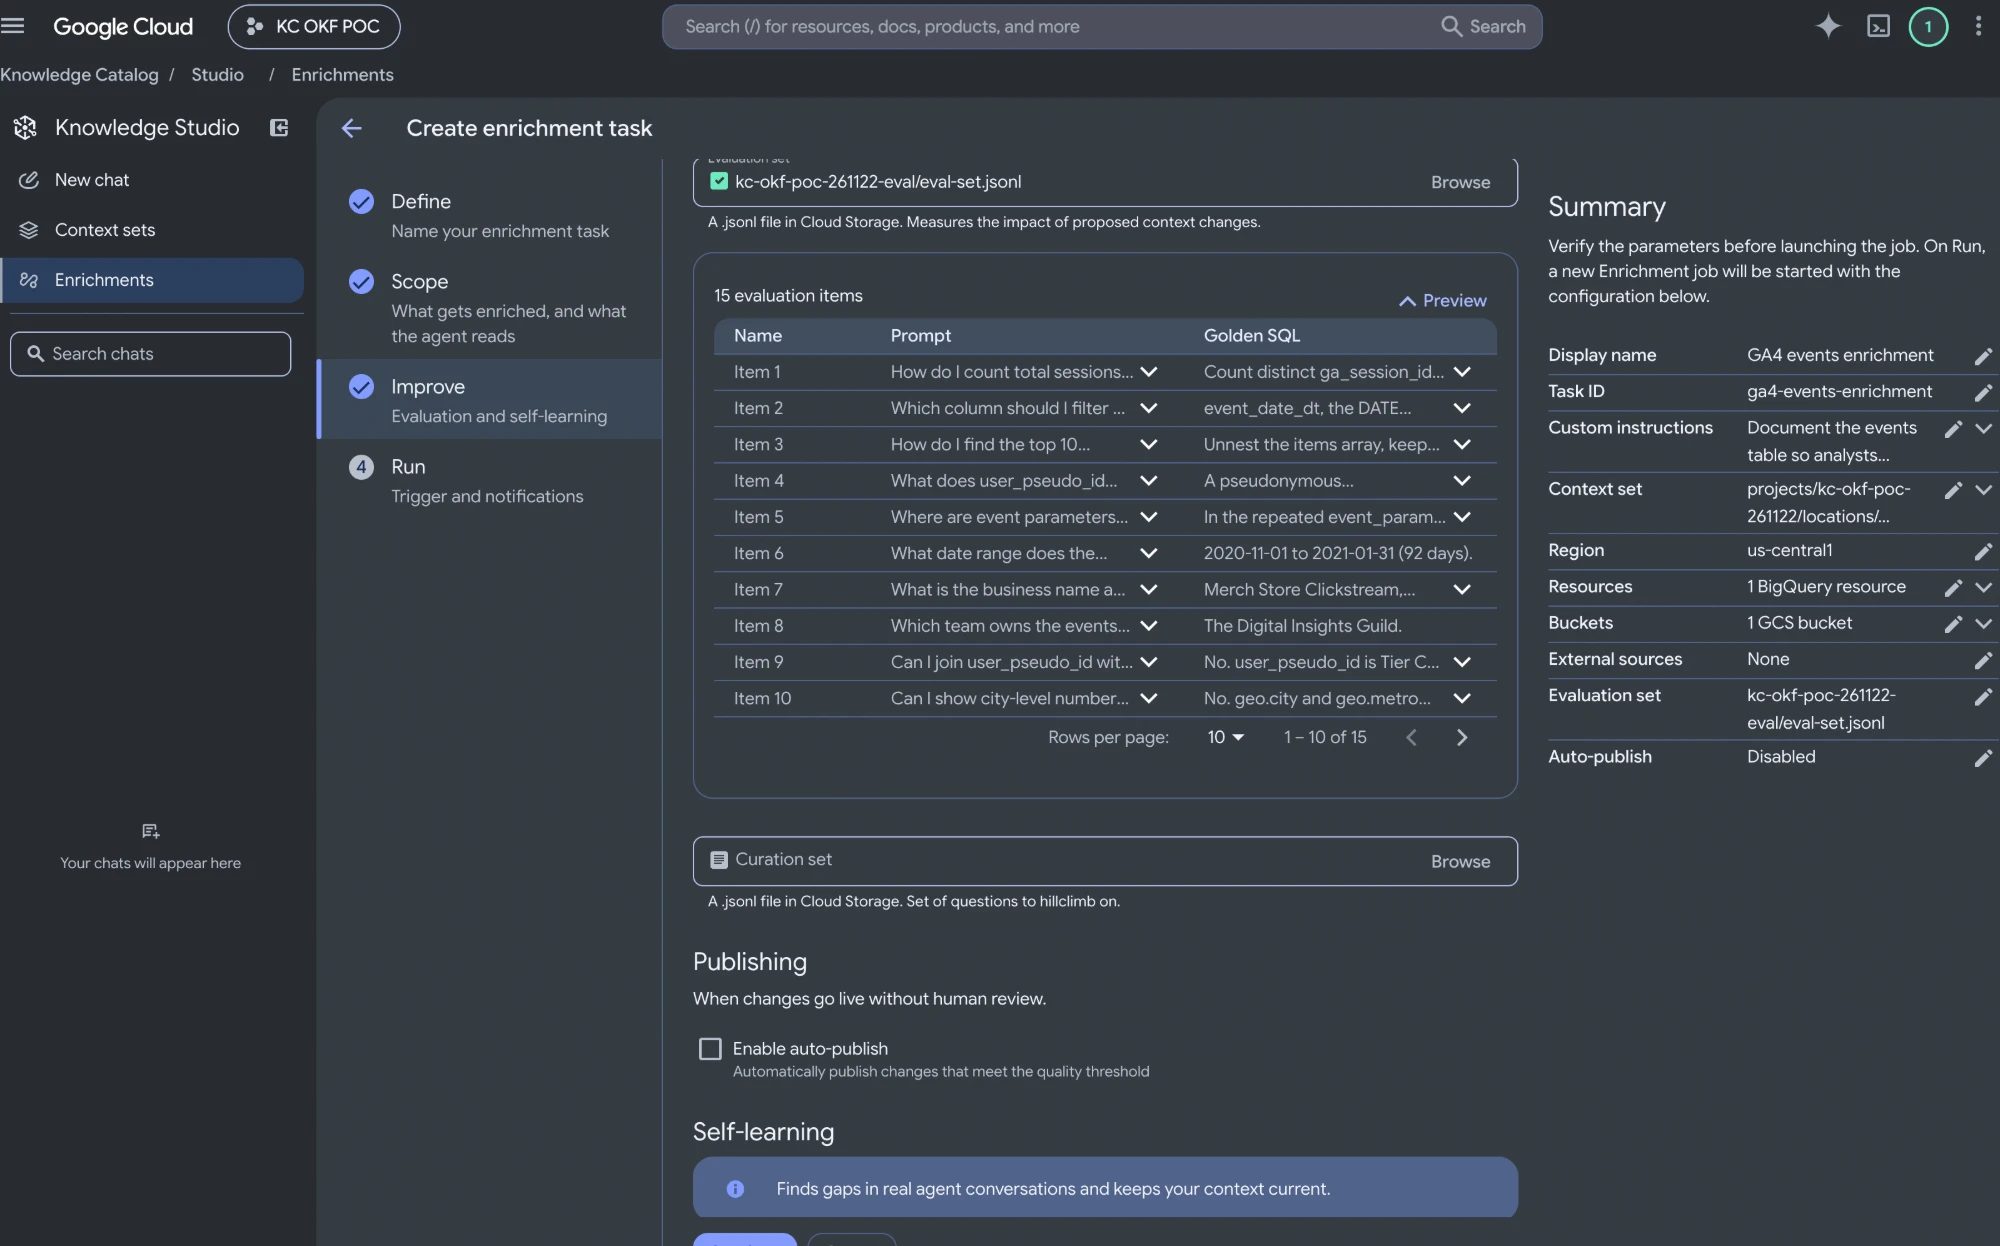 Google Cloud
KC OKF POC
Search (/) for resources, docs, products, and more
Search
1
Knowledge Catalog / Studio / Enrichments
Knowledge Studio
New chat
Context sets
Enrichments
Search chats
Your chats will appear here
Create enrichment task
Define
Name your enrichment task
Scope
What gets enriched, and what
the agent reads
Improve
Evaluation and self-learning
4
Run
Trigger and notifications
Evaluation set
kc-okf-poc-261122-eval/eval-set.jsonl
Browse
A .jsonl file in Cloud Storage. Measures the impact of proposed context changes.
15 evaluation items
Preview
Name Prompt Golden SQL
Item 1 How do I count total sessions... Count distinct ga_session_id...
Item 2 Which column should I filter ... event_date_dt, the DATE...
Item 3 How do I find the top 10... Unnest the items array, keep...
Item 4 What does user_pseudo_id... A pseudonymous...
Item 5 Where are event parameters... In the repeated event_param...
Item 6 What date range does the... 2020-11-01 to 2021-01-31 (92 days).
Item 7 What is the business name a... Merch Store Clickstream,...
Item 8 Which team owns the events... The Digital Insights Guild.
Item 9 Can I join user_pseudo_id wit... No. user_pseudo_id is Tier C...
Item 10 Can I show city-level number... No. geo.city and geo.metro...
Rows per page: 10 1 – 10 of 15
Curation set
Browse
A .jsonl file in Cloud Storage. Set of questions to hillclimb on.
Publishing
When changes go live without human review.
Enable auto-publish
Automatically publish changes that meet the quality threshold
Self-learning
Finds gaps in real agent conversations and keeps your context current.
Summary
Verify the parameters before launching the job. On Run,
a new Enrichment job will be started with the
configuration below.
Display name GA4 events enrichment
Task ID ga4-events-enrichment
Custom instructions Document the events
table so analysts...
Context set projects/kc-okf-poc-
261122/locations/...
Region us-central1
Resources 1 BigQuery resource
Buckets 1 GCS bucket
External sources None
Evaluation set kc-okf-poc-261122-
eval/eval-set.jsonl
Auto-publish Disabled